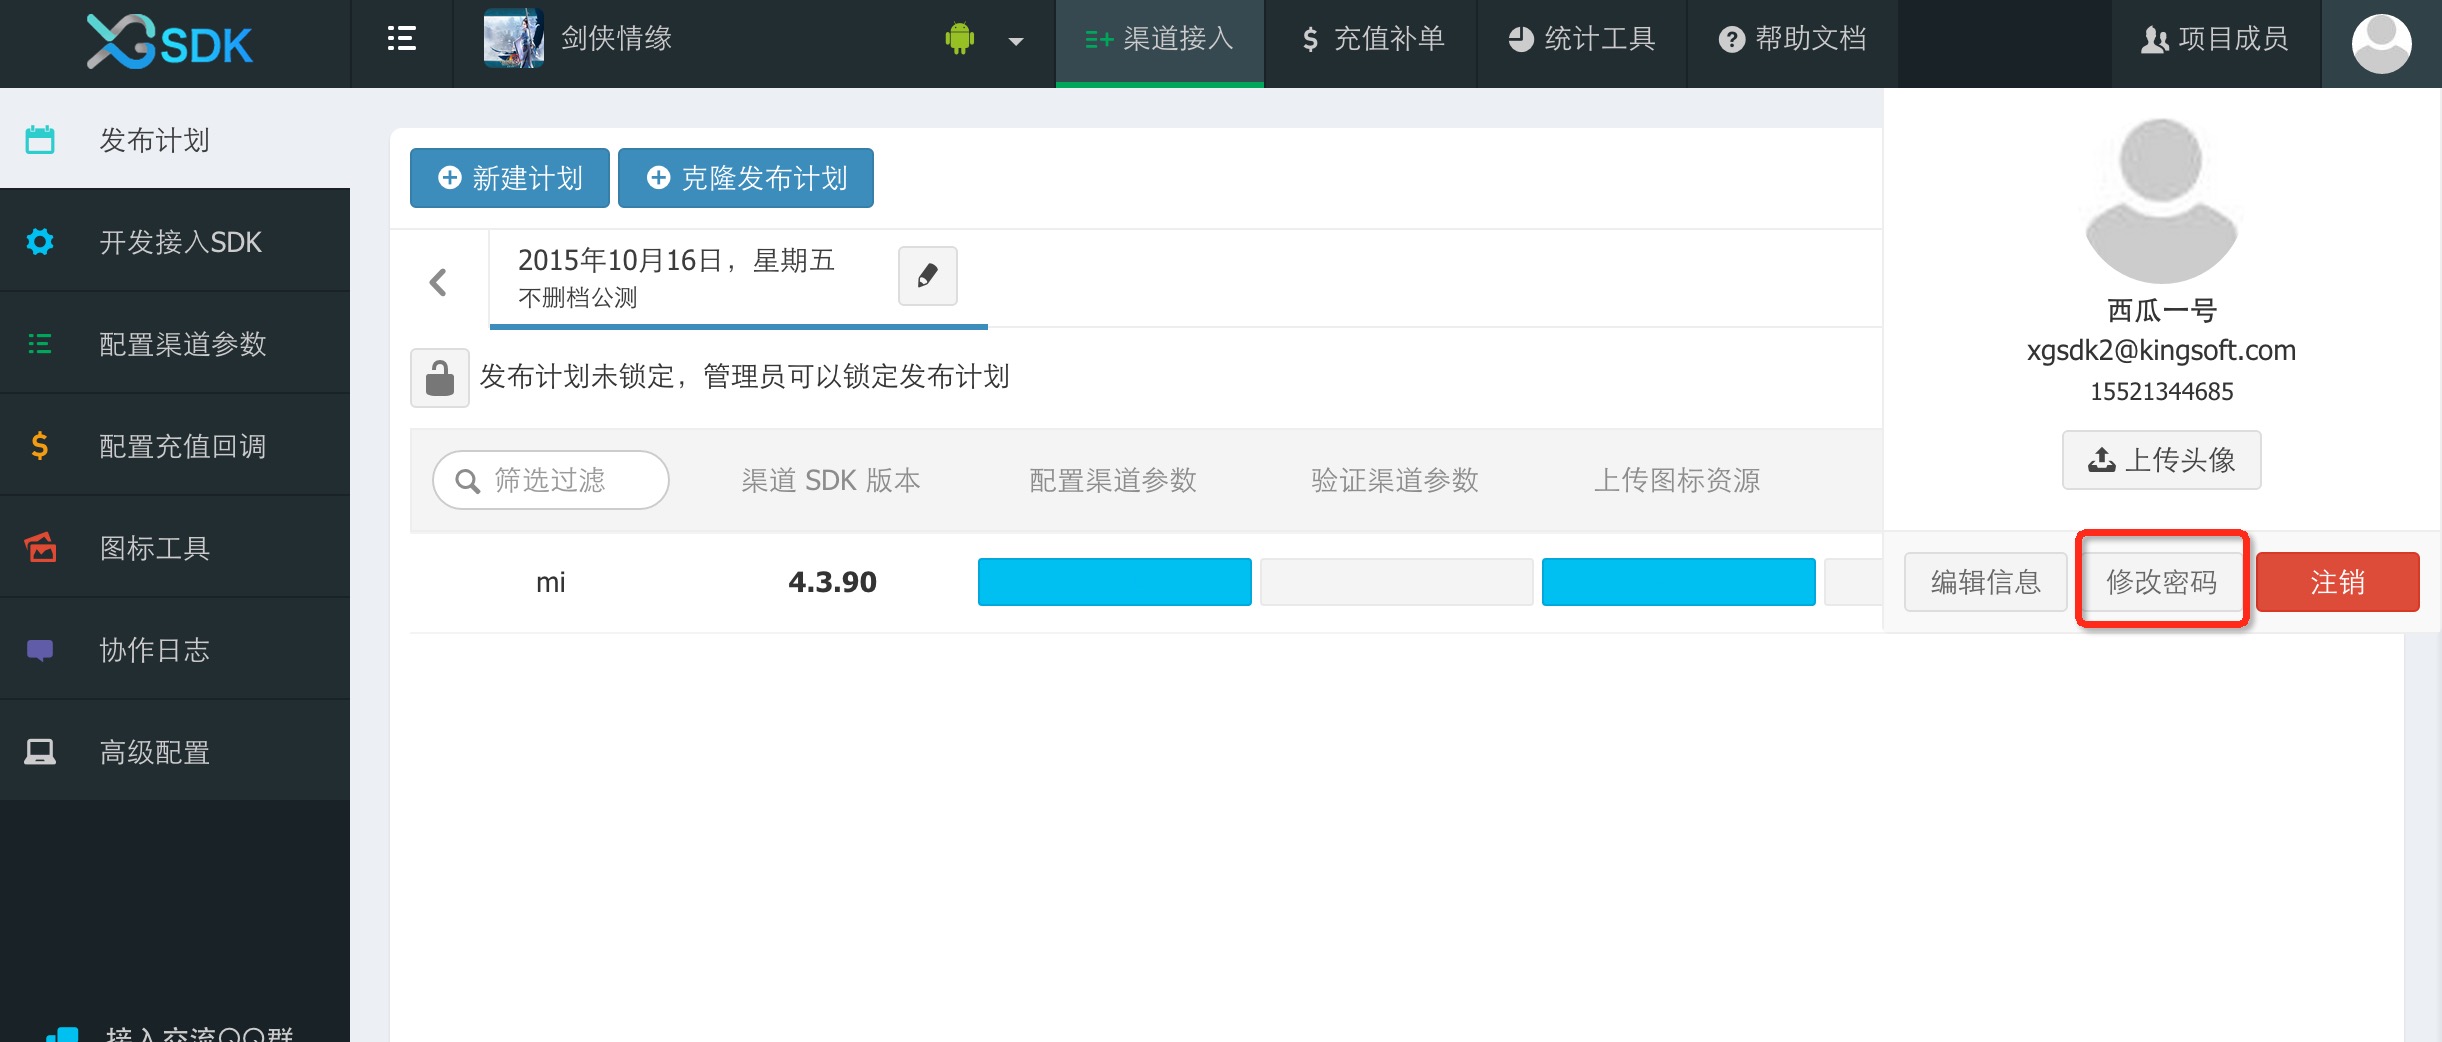 XGSDK
剑侠情缘
渠道接入
充值补单
统计工具
帮助文档
项目成员
发布计划
开发接入SDK
配置渠道参数
配置充值回调
图标工具
协作日志
高级配置
接入交流QQ群
新建计划
克隆发布计划
2015年10月16日，星期五
不删档公测
发布计划未锁定，管理员可以锁定发布计划
筛选过滤
渠道 SDK 版本
配置渠道参数
验证渠道参数
上传图标资源
mi
4.3.90
西瓜一号
xgsdk2@kingsoft.com
15521344685
上传头像
编辑信息
修改密码
注销